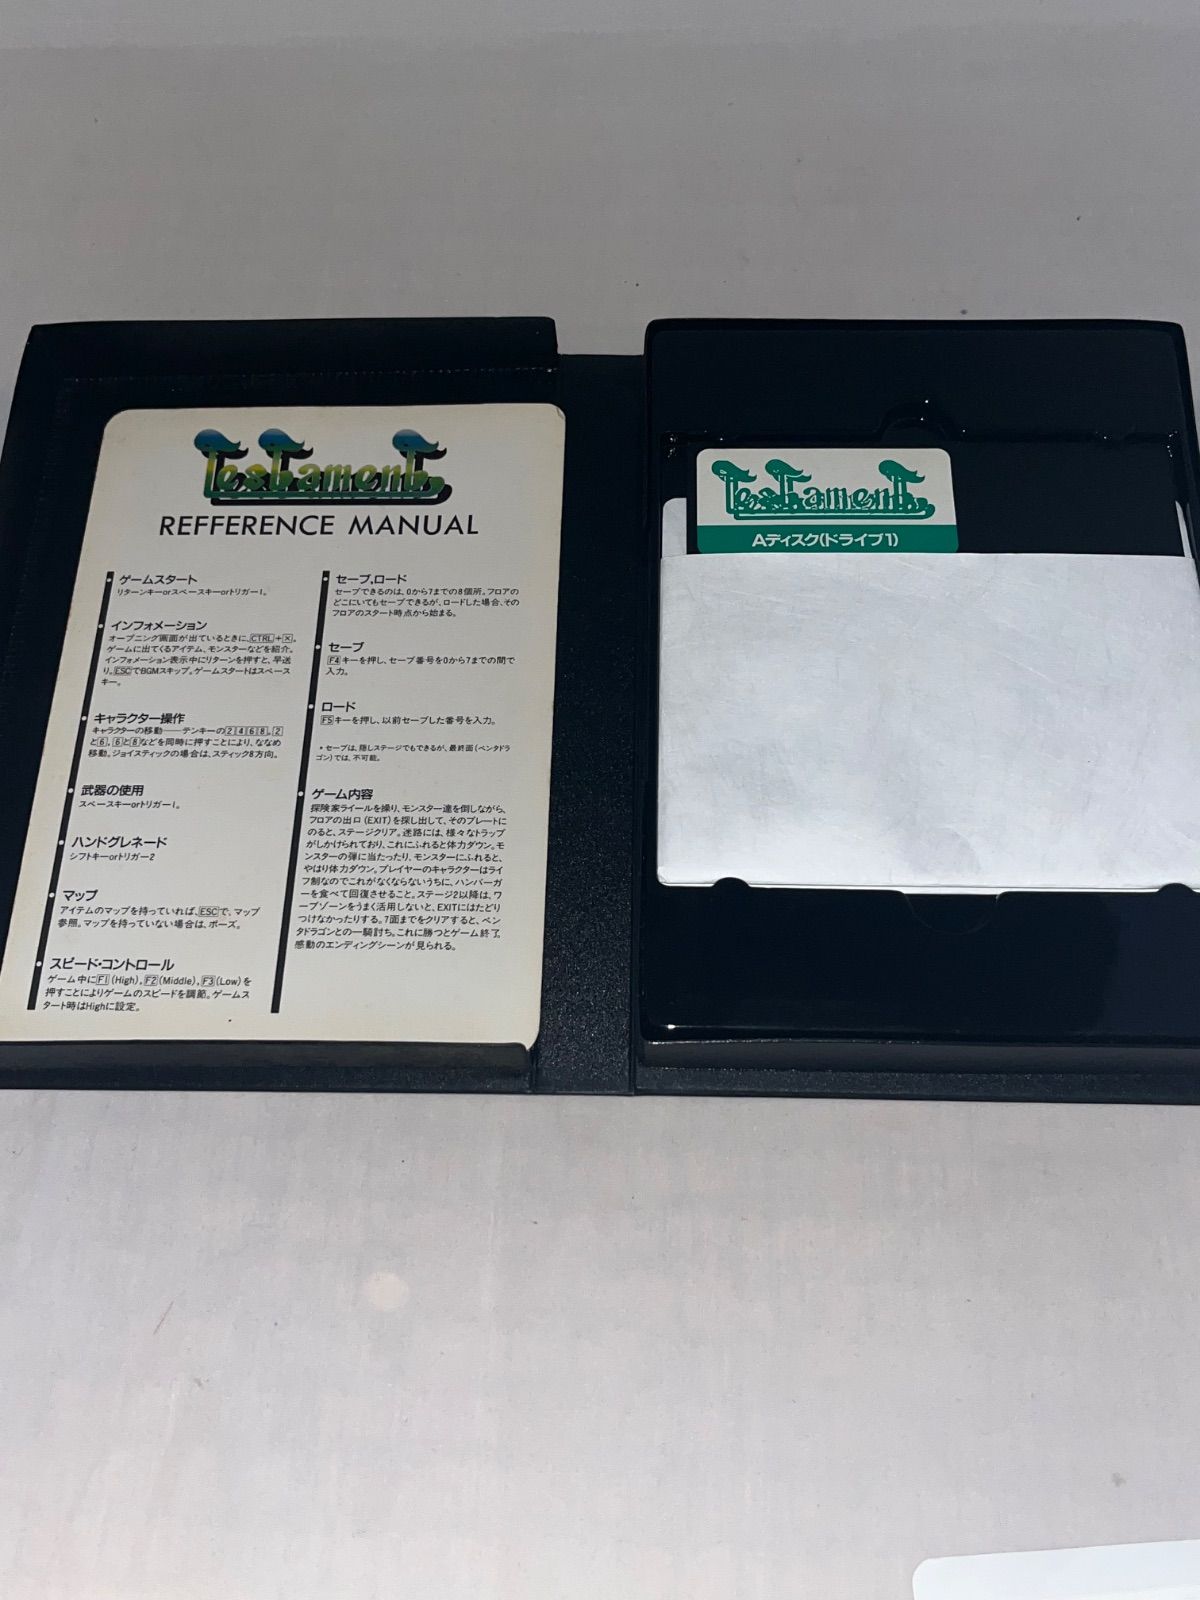 Testament
REFFERENCE MANUAL
ゲームスタート
リターンキーorスペースキーorトリガー1。
インフォメーション
オープニング画面が出ているときに、CTRL+X。
ゲームに出てくるアイテム、モンスターなどを紹介。
インフォメーション表示中にリターンを押すと、早送
り。ESCでBGMスキップ。ゲームスタートはスペース
キー。
キャラクター操作
キャラクターの移動——テンキーの2468。2
と6、6と8などを同時に押すことにより、ななめ
移動。ジョイスティックの場合は、スティック8方向。
武器の使用
スペースキーorトリガー1。
ハンドグレネード
シフトキーorトリガー2
マップ
アイテムのマップを持っていれば、ESCで、マップ
参照。マップを持っていない場合は、ポーズ。
スピード・コントロール
ゲーム中にF1(High)、F2(Middle)、F3(Low)を
押すことによりゲームのスピードを調節。ゲームス
タート時はHighに設定。
セーブ,ロード
セーブできるのは、0から7までの8個所。フロアの
どこにいてもセーブできるが、ロードした場合、その
フロアのスタート時点から始まる。
セーブ
F4キーを押し、セーブ番号を0から7までの間で
入力。
ロード
F5キーを押し、以前セーブした番号を入力。
*セーブは、隠しステージでもできるが、最終面(ペンタドラ
ゴン)では、不可能。
ゲーム内容
探険家ライールを操り、モンスター達を倒しながら、
フロアの出口(EXIT)を探し出して、そのプレートに
のると、ステージクリア。迷路には、様々なトラップ
がしかけられており、これにふれると体力ダウン。モ
ンスターの弾に当たったり、モンスターにふれると、
やはり体力ダウン。プレイヤーのキャラクターはライ
フ制なのでこれがなくならないうちに、ハンバーガ
ーを食べて回復させること。ステージ2以降は、ワ
ープゾーンをうまく活用しないと、EXITにはたどり
つけなかったりする。7面までをクリアすると、ペン
タドラゴンとの一騎討ち。これに勝つとゲーム終了。
感動のエンディングシーンが見られる。
Testament
Aディスク(ドライブ1)